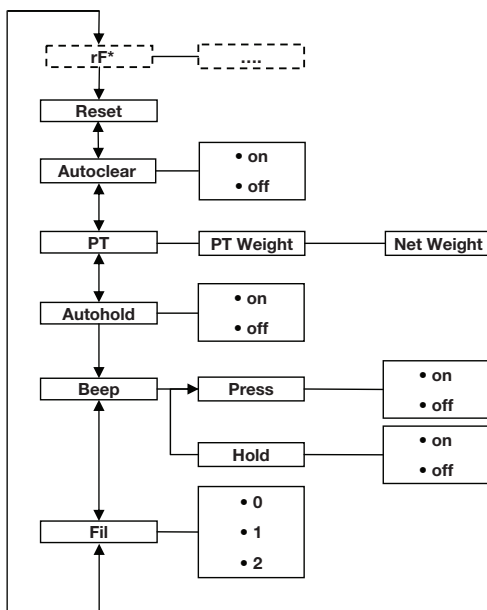 rF* ....
Reset
Autoclear
• on
• off
PT PT Weight Net Weight
Autohold
• on
• off
Beep Press
• on
• off
Hold
• on
• off
Fil
• 0
• 1
• 2